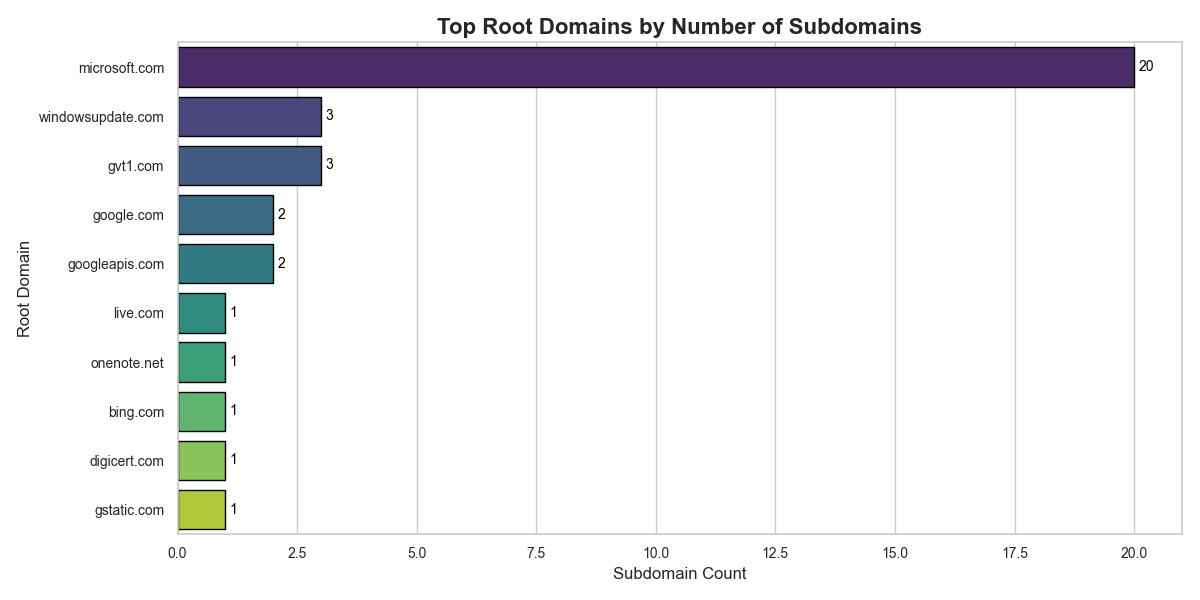 Top Root Domains by Number of Subdomains
microsoft.com 20
windowsupdate.com 3
gvt1.com 3
google.com 2
googleapis.com 2
live.com 1
onenote.net 1
bing.com 1
digicert.com 1
gstatic.com 1
Root Domain
0.0 2.5 5.0 7.5 10.0 12.5 15.0 17.5 20.0
Subdomain Count